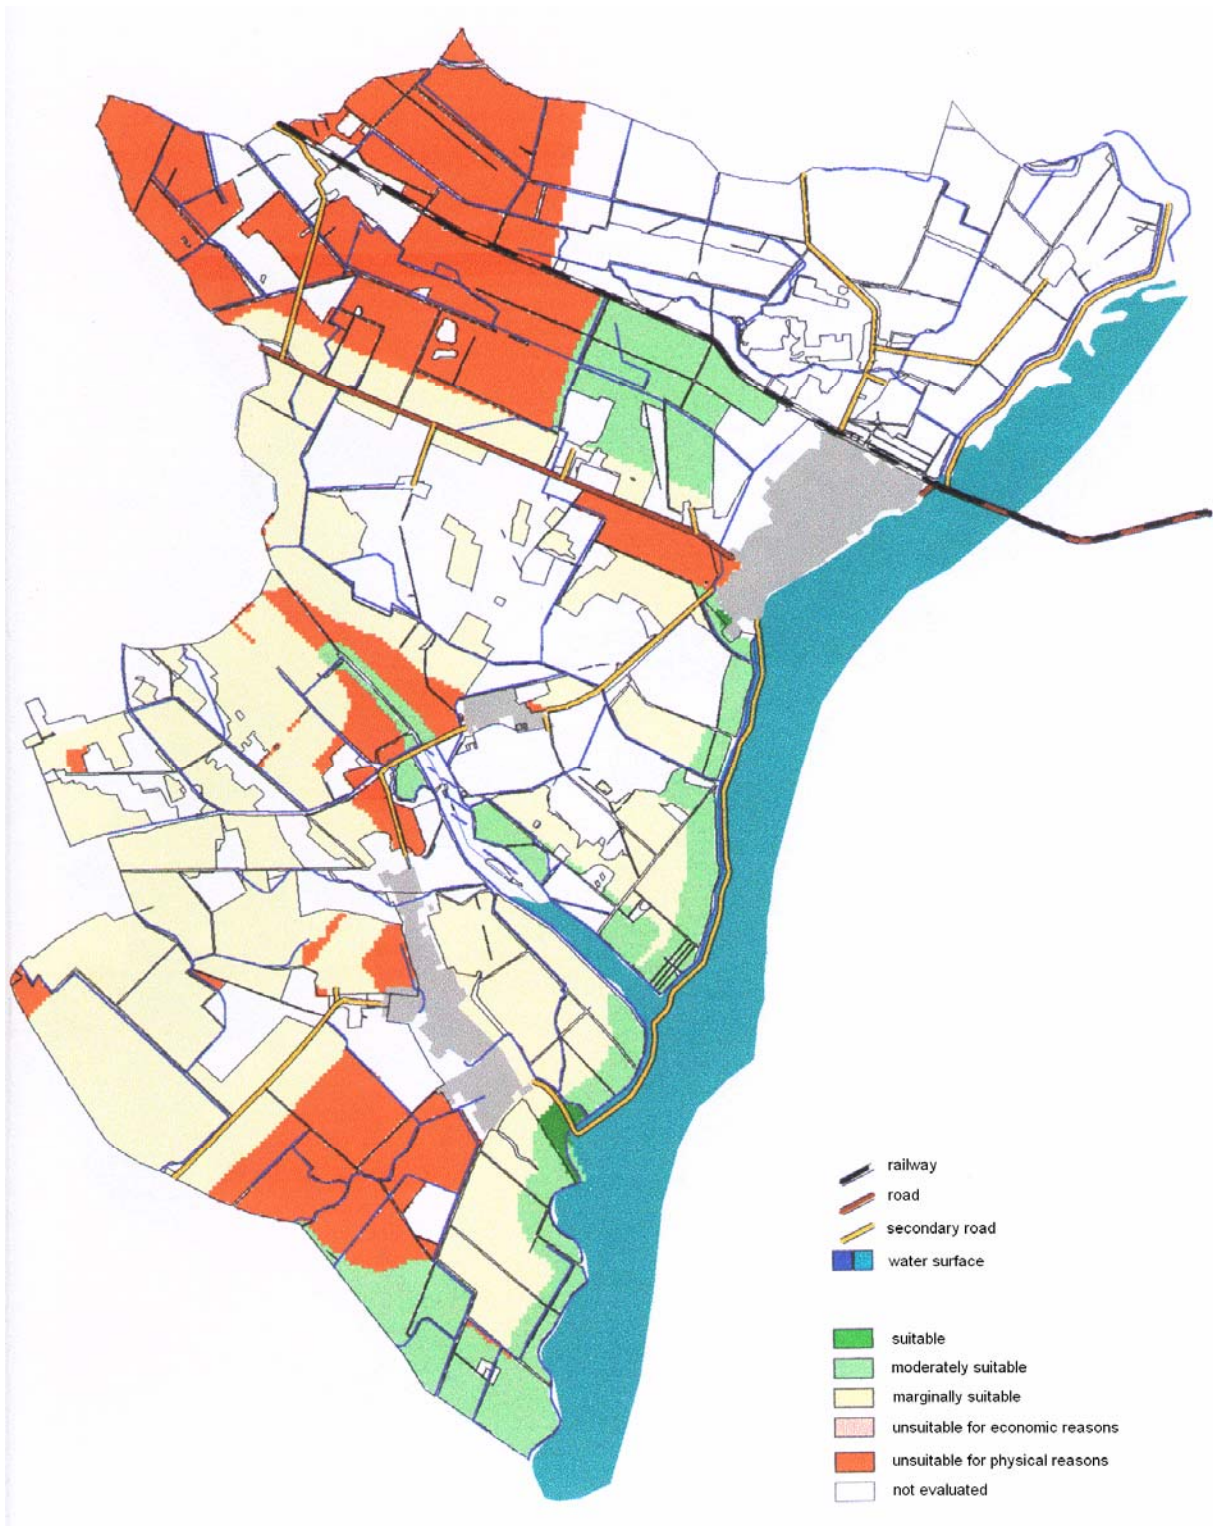 railway
road
secondary road
water surface
suitable
moderately suitable
marginally suitable
unsuitable for economic reasons
unsuitable for physical reasons
not evaluated